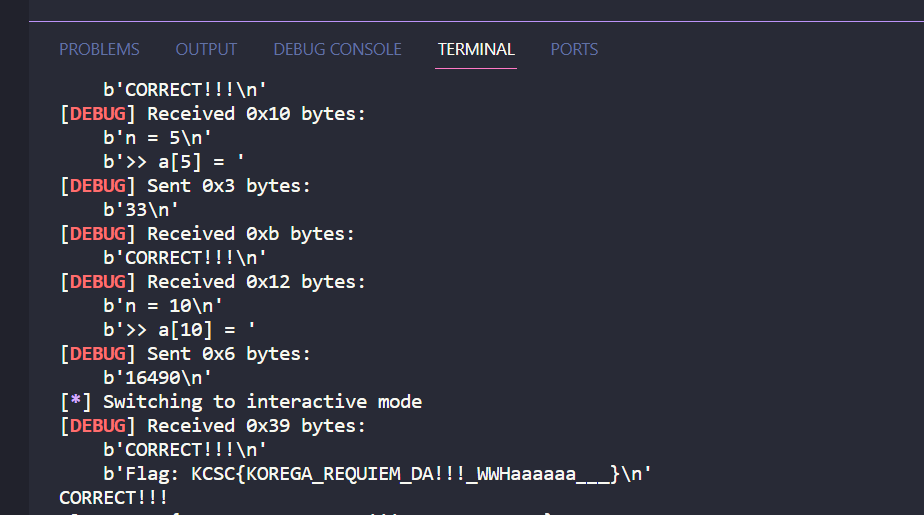 PROBLEMS OUTPUT DEBUG CONSOLE TERMINAL PORTS
b'CORRECT!!!\n'
[DEBUG] Received 0x10 bytes:
b'n = 5\n'
b'>> a[5] = '
[DEBUG] Sent 0x3 bytes:
b'33\n'
[DEBUG] Received 0xb bytes:
b'CORRECT!!!\n'
[DEBUG] Received 0x12 bytes:
b'n = 10\n'
b'>> a[10] = '
[DEBUG] Sent 0x6 bytes:
b'16490\n'
[*] Switching to interactive mode
[DEBUG] Received 0x39 bytes:
b'CORRECT!!!\n'
b'Flag: KCSC{KOREGA_REQUIEM_DA!!!_WWHaaaaaa___}\n'
CORRECT!!!